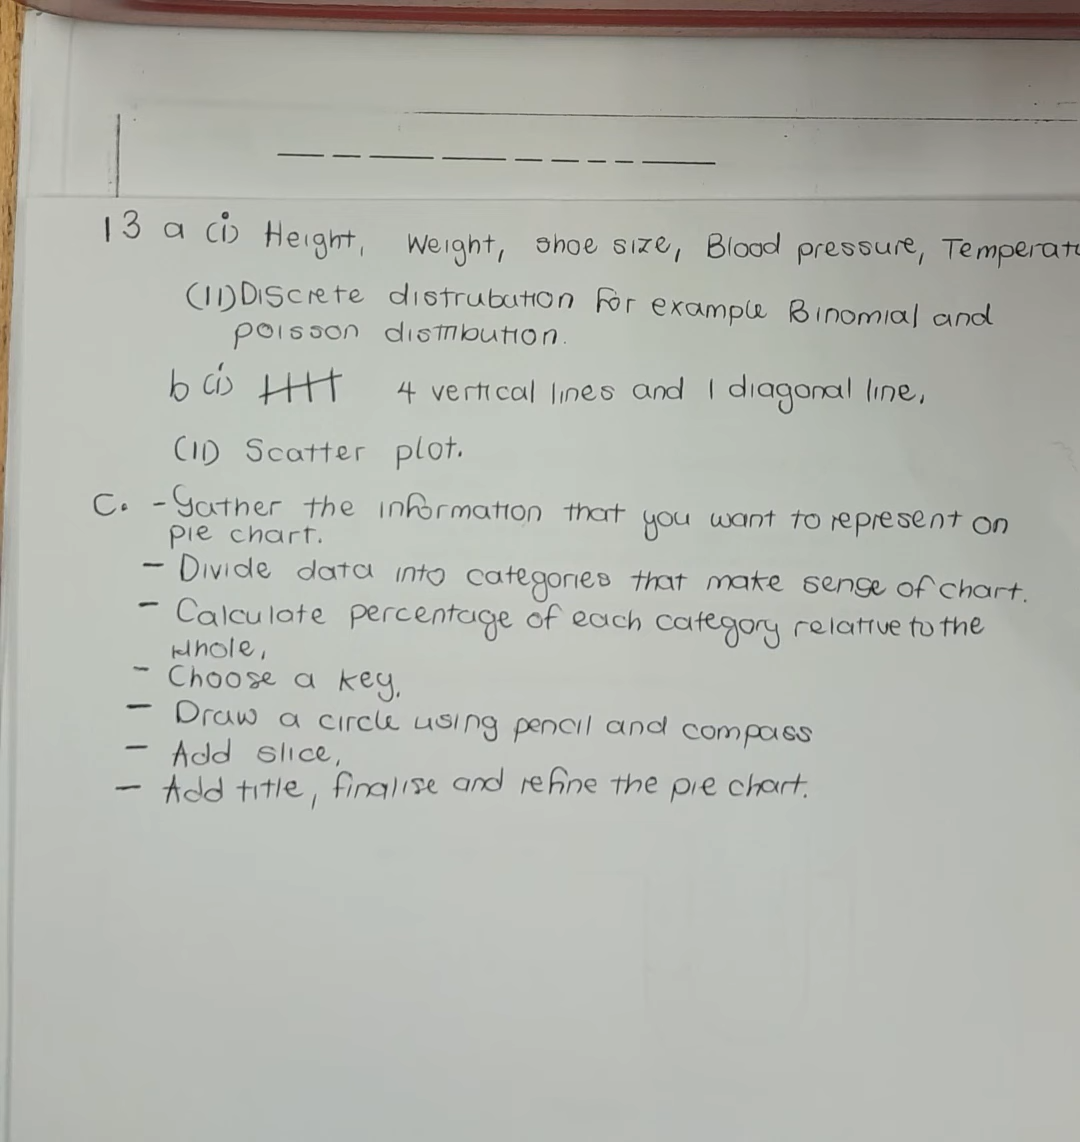 13 a (i) Height, Weight, shoe size, Blood pressure, Temperatu
(II) Discrete distrubation For example Binomial and
poisson distribution.
b (i) 卌 4 vertical lines and 1 diagonal line,
(II) Scatter plot.
C. - Gather the information that you want to represent on
pie chart.
- Divide data into categories that make sense of chart.
- Calculate percentage of each category relative to the
whole,
- Choose a key,
- Draw a circle using pencil and compass
- Add slice,
- Add title, finalise and refine the pie chart.